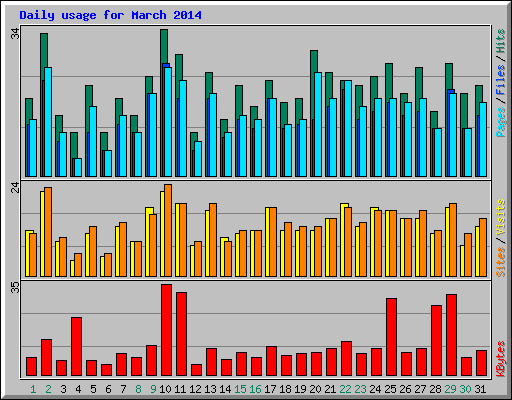 Daily usage for March 2014
34
Pages / Files / Hits
24
Sites / Visits
35
KBytes
1 2 3 4 5 6 7 8 9 10 11 12 13 14 15 16 17 18 19 20 21 22 23 24 25 26 27 28 29 30 31